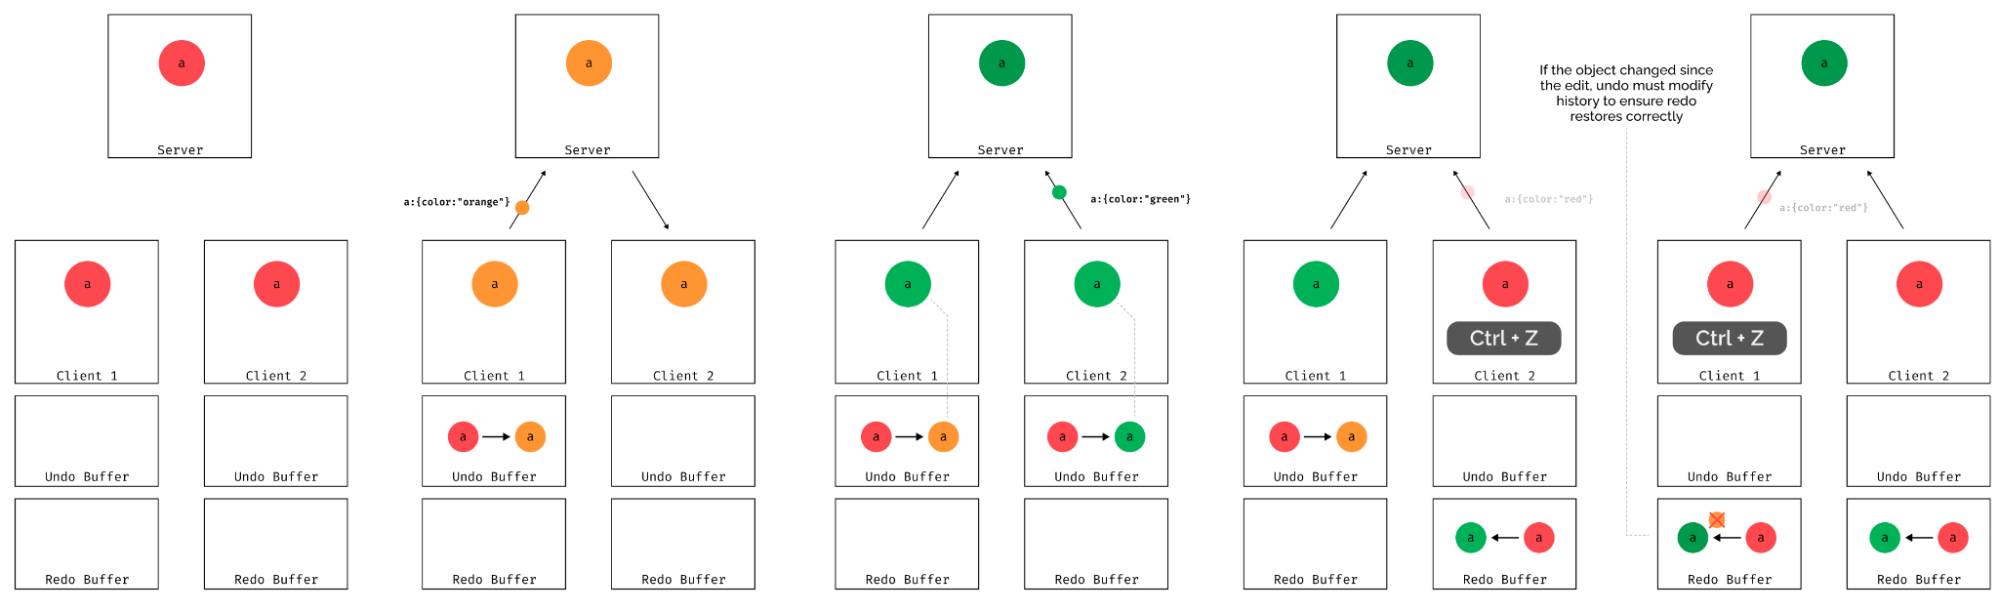 a
Server
a
Client 1
a
Client 2
Undo Buffer
Undo Buffer
Redo Buffer
Redo Buffer
a
Server
a:{color:"orange"}
a
Client 1
a
Client 2
a
a
Undo Buffer
Undo Buffer
Redo Buffer
Redo Buffer
a
Server
a:{color:"green"}
a
Client 1
a
Client 2
a
a
Undo Buffer
a
a
Undo Buffer
Redo Buffer
Redo Buffer
a
Server
a:{color:"red"}
a
Client 1
a
Ctrl + Z
Client 2
a
a
Undo Buffer
Undo Buffer
Redo Buffer
a
a
Redo Buffer
If the object changed since
the edit, undo must modify
history to ensure redo
restores correctly
a
Server
a:{color:"red"}
a
Ctrl + Z
Client 1
a
Client 2
Undo Buffer
Undo Buffer
a
a
Redo Buffer
a
a
Redo Buffer